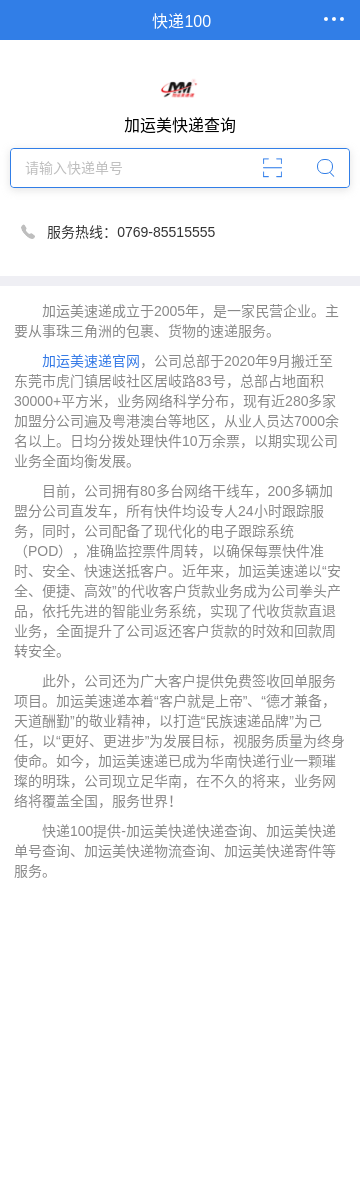 快递100
加运美快递查询
请输入快递单号
服务热线：0769-85515555
加运美速递成立于2005年，是一家民营企业。主
要从事珠三角洲的包裹、货物的速递服务。
加运美速递官网，公司总部于2020年9月搬迁至
东莞市虎门镇居岐社区居岐路83号，总部占地面积
30000+平方米，业务网络科学分布，现有近280多家
加盟分公司遍及粤港澳台等地区，从业人员达7000余
名以上。日均分拨处理快件10万余票，以期实现公司
业务全面均衡发展。
目前，公司拥有80多台网络干线车，200多辆加
盟分公司直发车，所有快件均设专人24小时跟踪服
务，同时，公司配备了现代化的电子跟踪系统
（POD），准确监控票件周转，以确保每票快件准
时、安全、快速送抵客户。近年来，加运美速递以“安
全、便捷、高效”的代收客户货款业务成为公司拳头产
品，依托先进的智能业务系统，实现了代收货款直退
业务，全面提升了公司返还客户货款的时效和回款周
转安全。
此外，公司还为广大客户提供免费签收回单服务
项目。加运美速递本着“客户就是上帝”、“德才兼备，
天道酬勤”的敬业精神，以打造“民族速递品牌”为己
任，以“更好、更进步”为发展目标，视服务质量为终身
使命。如今，加运美速递已成为华南快递行业一颗璀
璨的明珠，公司现立足华南，在不久的将来，业务网
络将覆盖全国，服务世界！
快递100提供-加运美快递快递查询、加运美快递
单号查询、加运美快递物流查询、加运美快递寄件等
服务。